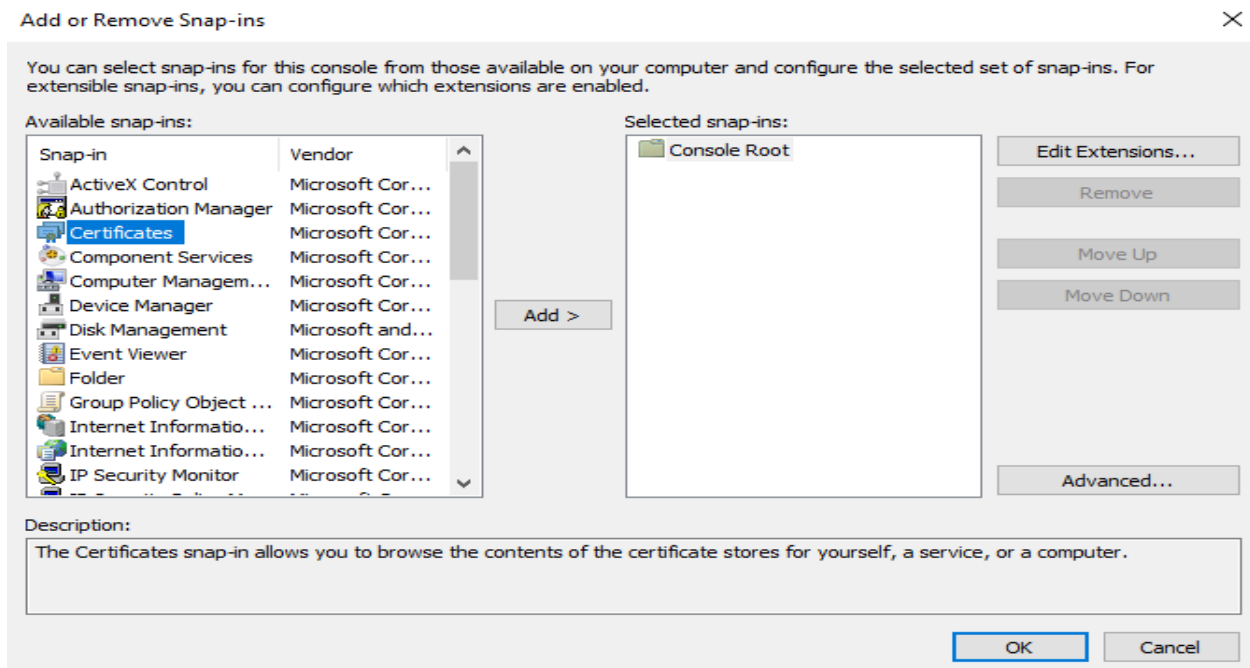 Add or Remove Snap-ins
You can select snap-ins for this console from those available on your computer and configure the selected set of snap-ins. For
extensible snap-ins, you can configure which extensions are enabled.
Available snap-ins:
Snap-in Vendor
ActiveX Control Microsoft Cor...
Authorization Manager Microsoft Cor...
Certificates Microsoft Cor...
Component Services Microsoft Cor...
Computer Managem... Microsoft Cor...
Device Manager Microsoft Cor...
Disk Management Microsoft and...
Event Viewer Microsoft Cor...
Folder Microsoft Cor...
Group Policy Object ... Microsoft Cor...
Internet Informatio... Microsoft Cor...
Internet Informatio... Microsoft Cor...
IP Security Monitor Microsoft Cor...
Add >
Selected snap-ins:
Console Root
Edit Extensions...
Remove
Move Up
Move Down
Advanced...
Description:
The Certificates snap-in allows you to browse the contents of the certificate stores for yourself, a service, or a computer.
OK Cancel